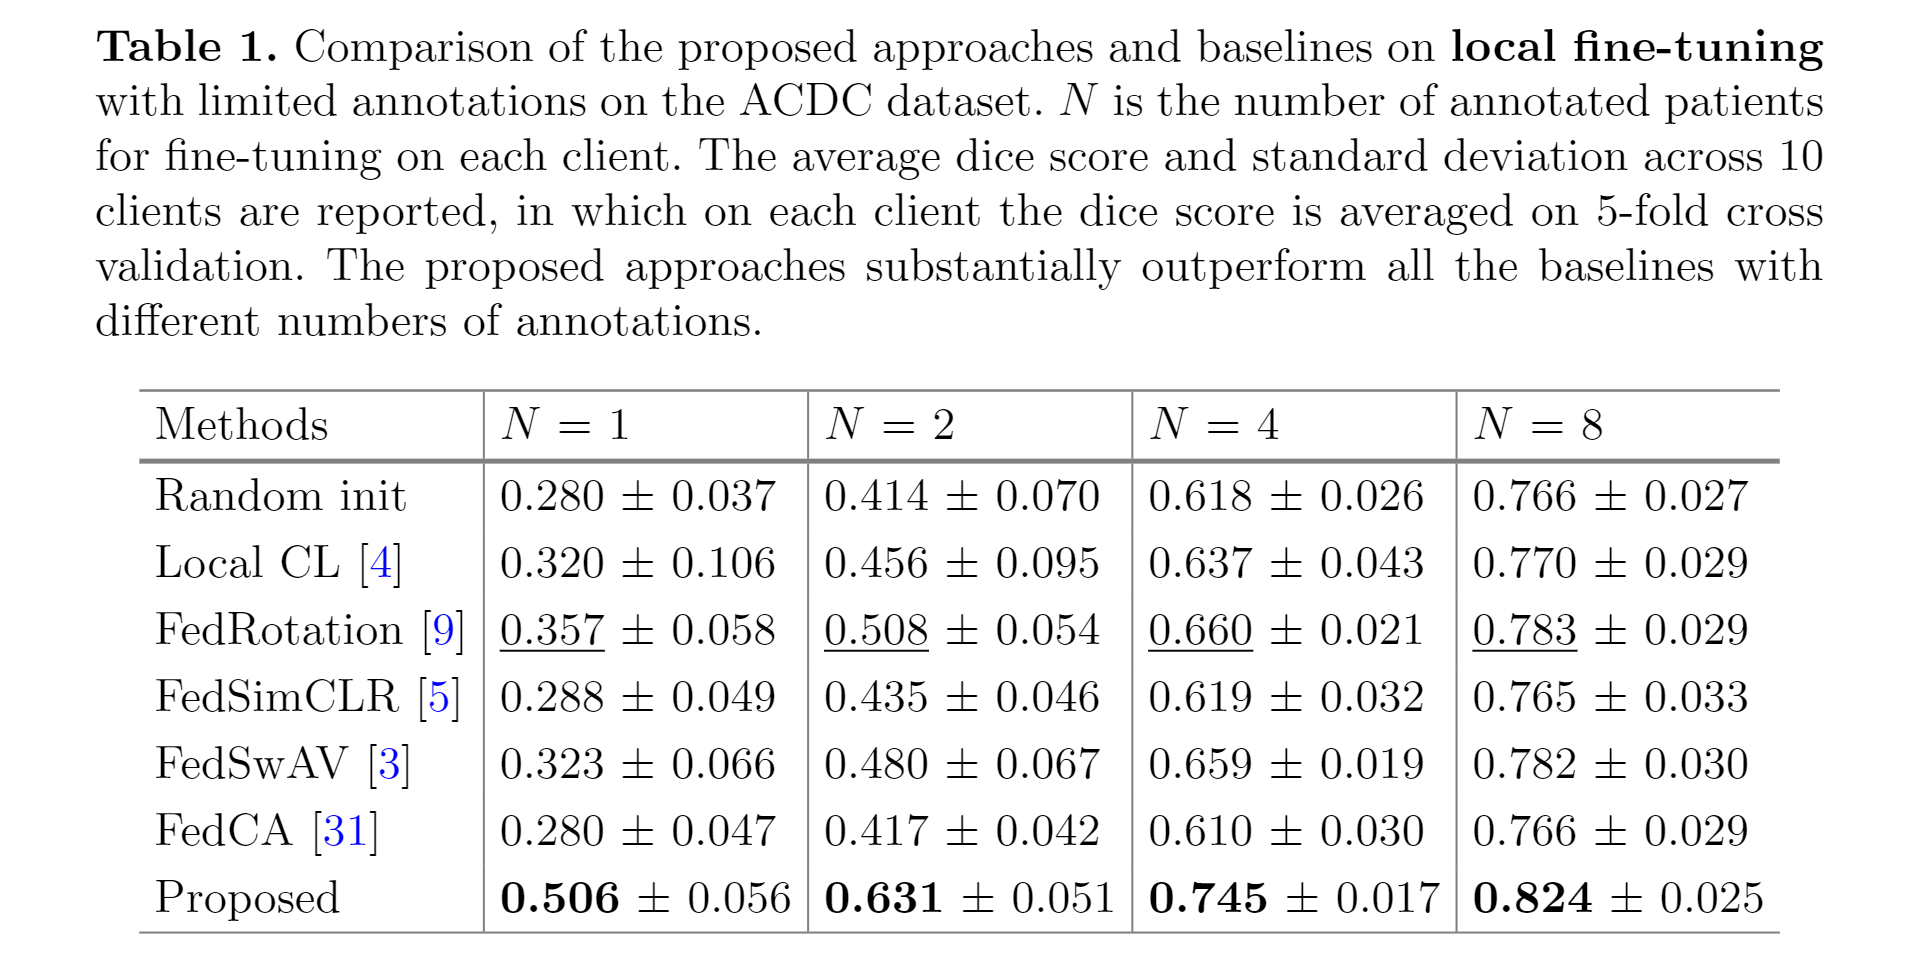 Table 1. Comparison of the proposed approaches and baselines on local fine-tuning
with limited annotations on the ACDC dataset. N is the number of annotated patients
for fine-tuning on each client. The average dice score and standard deviation across 10
clients are reported, in which on each client the dice score is averaged on 5-fold cross
validation. The proposed approaches substantially outperform all the baselines with
different numbers of annotations.
Methods N = 1 N = 2 N = 4 N = 8
Random init 0.280 ± 0.037 0.414 ± 0.070 0.618 ± 0.026 0.766 ± 0.027
Local CL [4] 0.320 ± 0.106 0.456 ± 0.095 0.637 ± 0.043 0.770 ± 0.029
FedRotation [9] 0.357 ± 0.058 0.508 ± 0.054 0.660 ± 0.021 0.783 ± 0.029
FedSimCLR [5] 0.288 ± 0.049 0.435 ± 0.046 0.619 ± 0.032 0.765 ± 0.033
FedSwAV [3] 0.323 ± 0.066 0.480 ± 0.067 0.659 ± 0.019 0.782 ± 0.030
FedCA [31] 0.280 ± 0.047 0.417 ± 0.042 0.610 ± 0.030 0.766 ± 0.029
Proposed 0.506 ± 0.056 0.631 ± 0.051 0.745 ± 0.017 0.824 ± 0.025